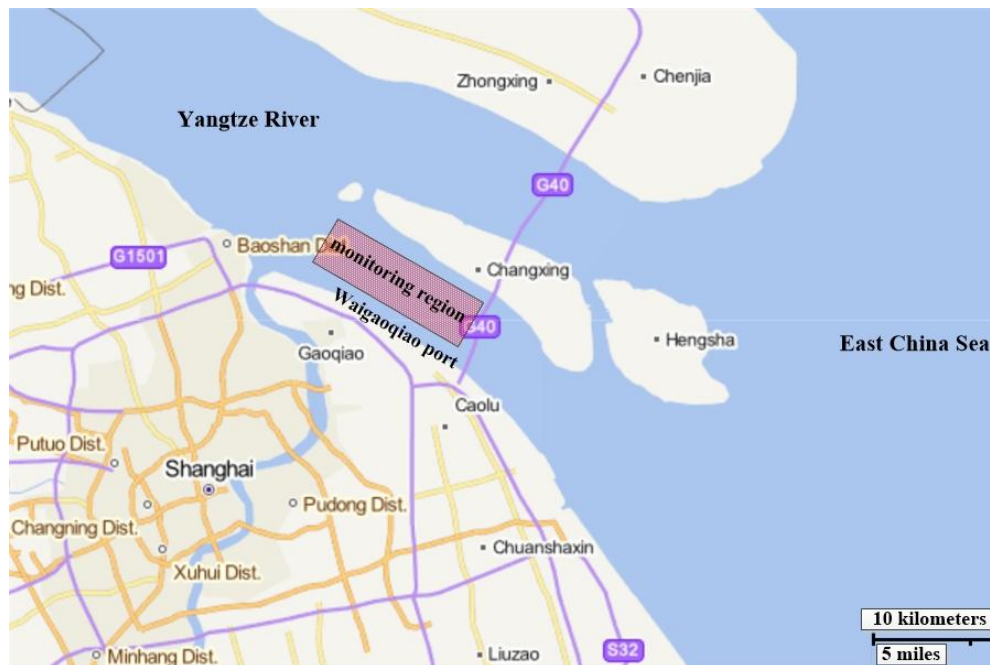 Zhongxing
Chenjia
Yangtze River
G40
Baoshan D
G1501
monitoring region
Changxing
ng Dist.
Waigaoqiao port
G40
Hengsha
East China Sea
Gaoqiao
Caolu
Putuo Dist.
Shanghai
Pudong Dist.
Changning Dist.
Chuanshaxin
Xuhui Dist.
10 kilometers
5 miles
S32
Minhang Dist.
Liuzao